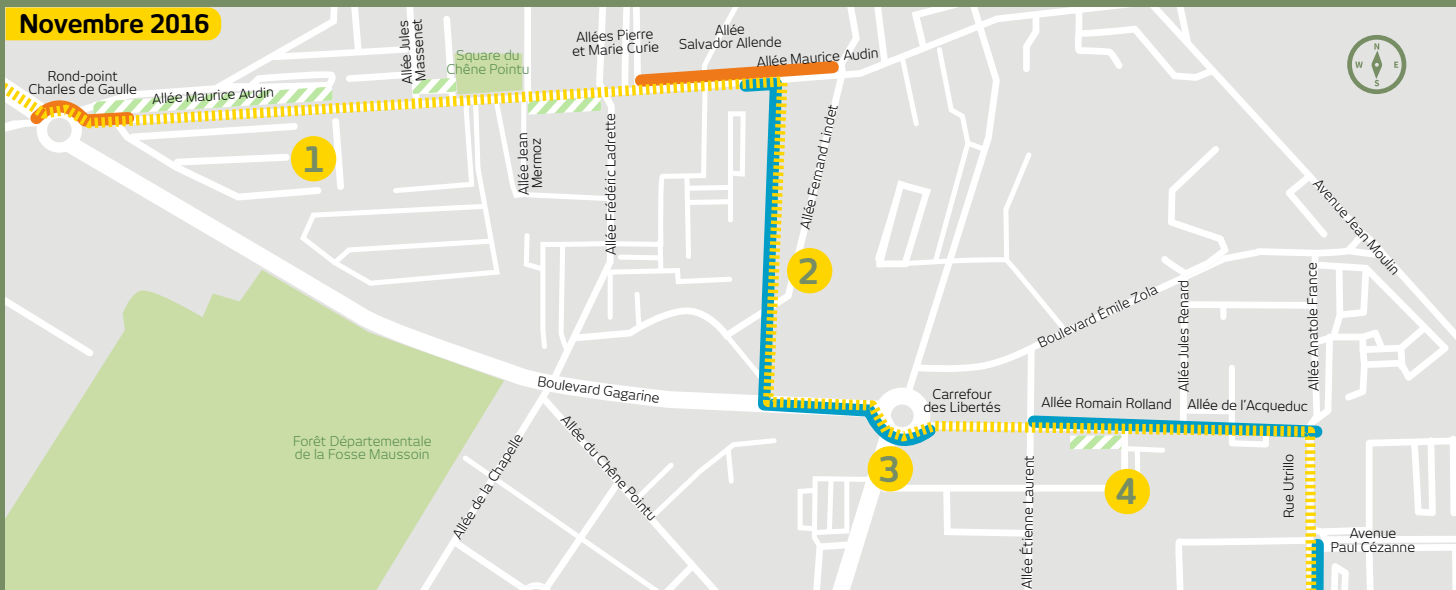 Novembre 2016
Rond-point
Charles de Gaulle
Allée Maurice Audin
Allée Jules
Massenet
Square du
Chêne Pointu
Allées Pierre
et Marie Curie
Allée
Salvador Allende
Allée Maurice Audin
N
W
E
S
1
Allée Jean
Mermoz
Allée Frédéric Ladrette
Allée Fernand Lindet
2
Avenue Jean Moulin
Boulevard Émile Zola
Allée Jules Renard
Allée Anatole France
Boulevard Gagarine
Carrefour
des Libertés
Allée Romain Rolland
Allée de l'Acqueduc
Forêt Départementale
de la Fosse Maussoin
Allée de la Chapelle
Allée du Chêne Pointu
3
4
Allée Étienne Laurent
Rue Utrillo
Avenue
Paul Cézanne